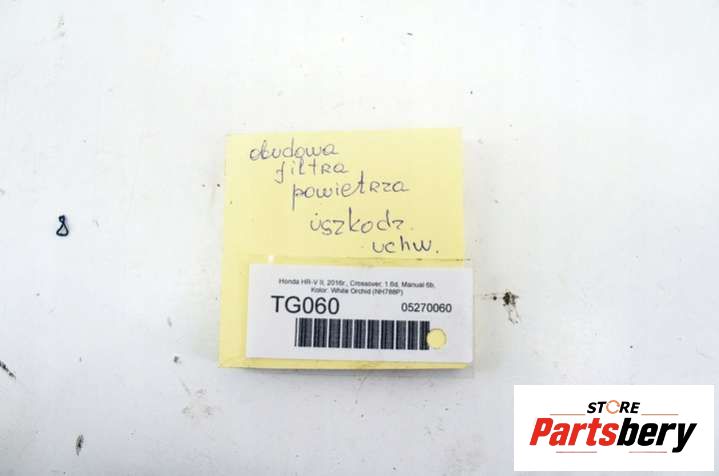 obudowa
filtra
powietrza
uszkodz.
uchw.
Honda HR-V II, 2016r., Crossover, 1.6d, Manual 6b,
Kolor: White Orchid (NH788P)
TG060 05270060
STORE
Partsbery